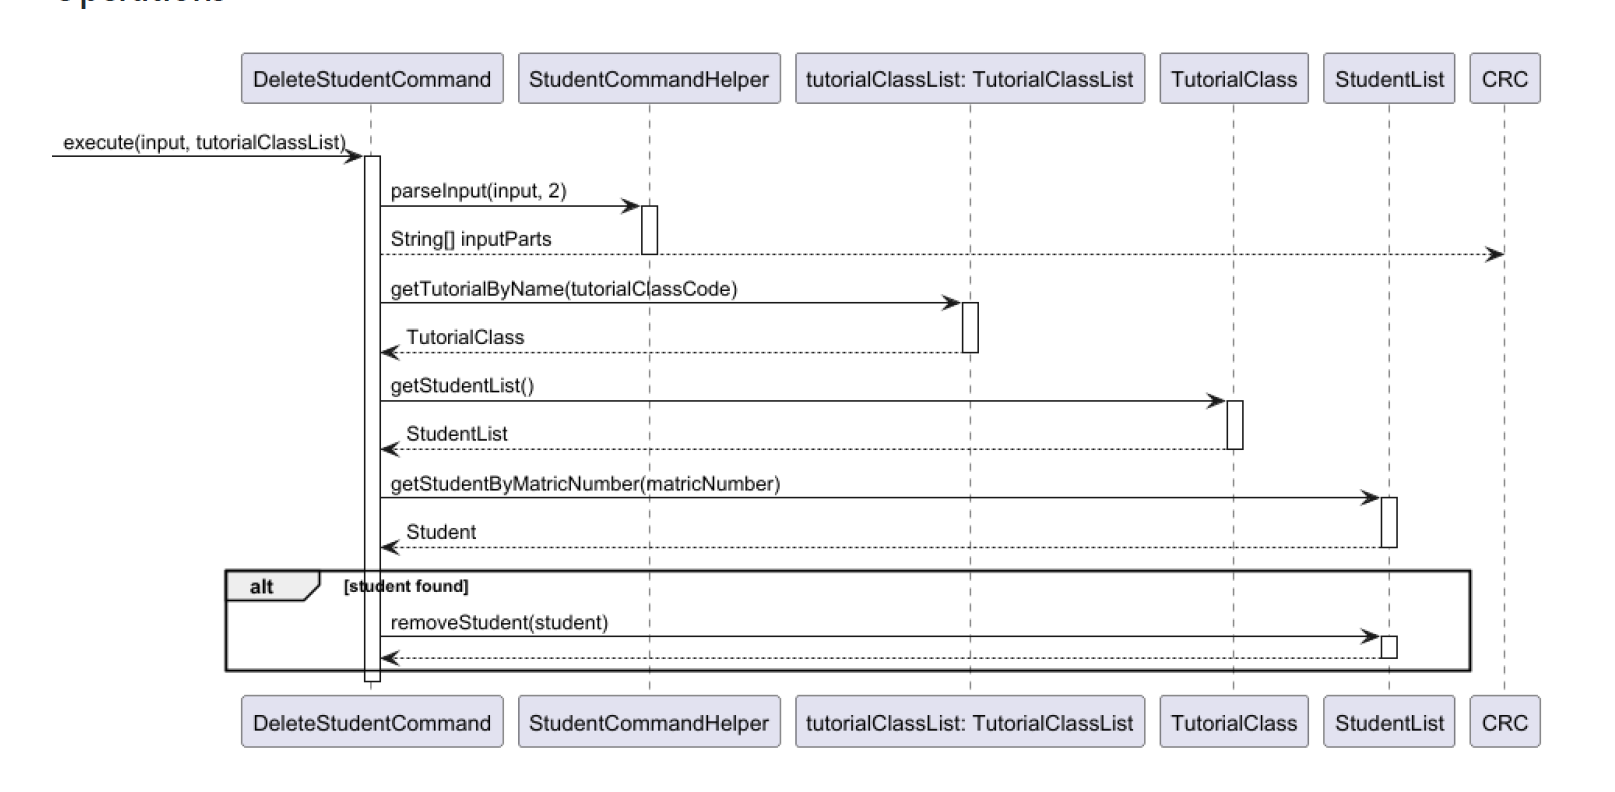 DeleteStudentCommand StudentCommandHelper tutorialClassList: TutorialClassList TutorialClass StudentList CRC
execute(input, tutorialClassList)
parseInput(input, 2)
String[] inputParts
getTutorialByName(tutorialClassCode)
TutorialClass
getStudentList()
StudentList
getStudentByMatricNumber(matricNumber)
Student
alt [student found]
removeStudent(student)
DeleteStudentCommand StudentCommandHelper tutorialClassList: TutorialClassList TutorialClass StudentList CRC